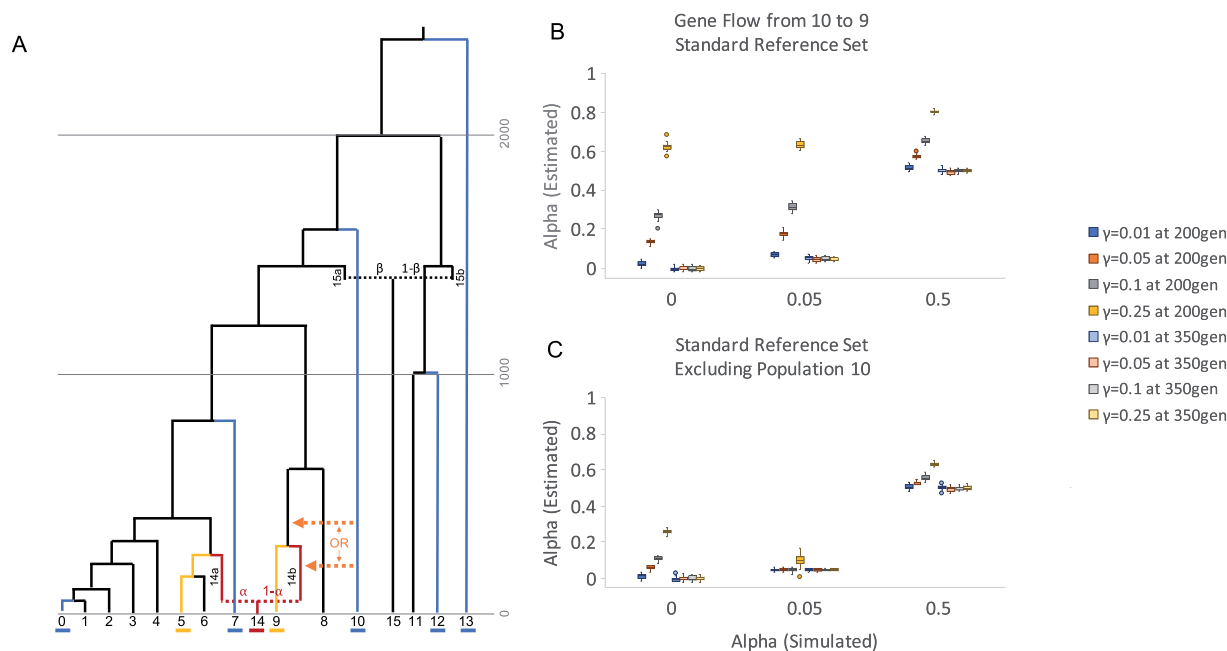 A
2000
1000
0
15a
β
1-β
15b
OR
14a
α
1-α
14b
0 1 2 3 4 5 6 7 14 9 8 10 15 11 12 13
B
Gene Flow from 10 to 9
Standard Reference Set
Alpha (Estimated)
1
0.8
0.6
0.4
0.2
0
0 0.05 0.5
C
Standard Reference Set
Excluding Population 10
Alpha (Estimated)
1
0.8
0.6
0.4
0.2
0
0 0.05 0.5
Alpha (Simulated)
γ=0.01 at 200gen
γ=0.05 at 200gen
γ=0.1 at 200gen
γ=0.25 at 200gen
γ=0.01 at 350gen
γ=0.05 at 350gen
γ=0.1 at 350gen
γ=0.25 at 350gen